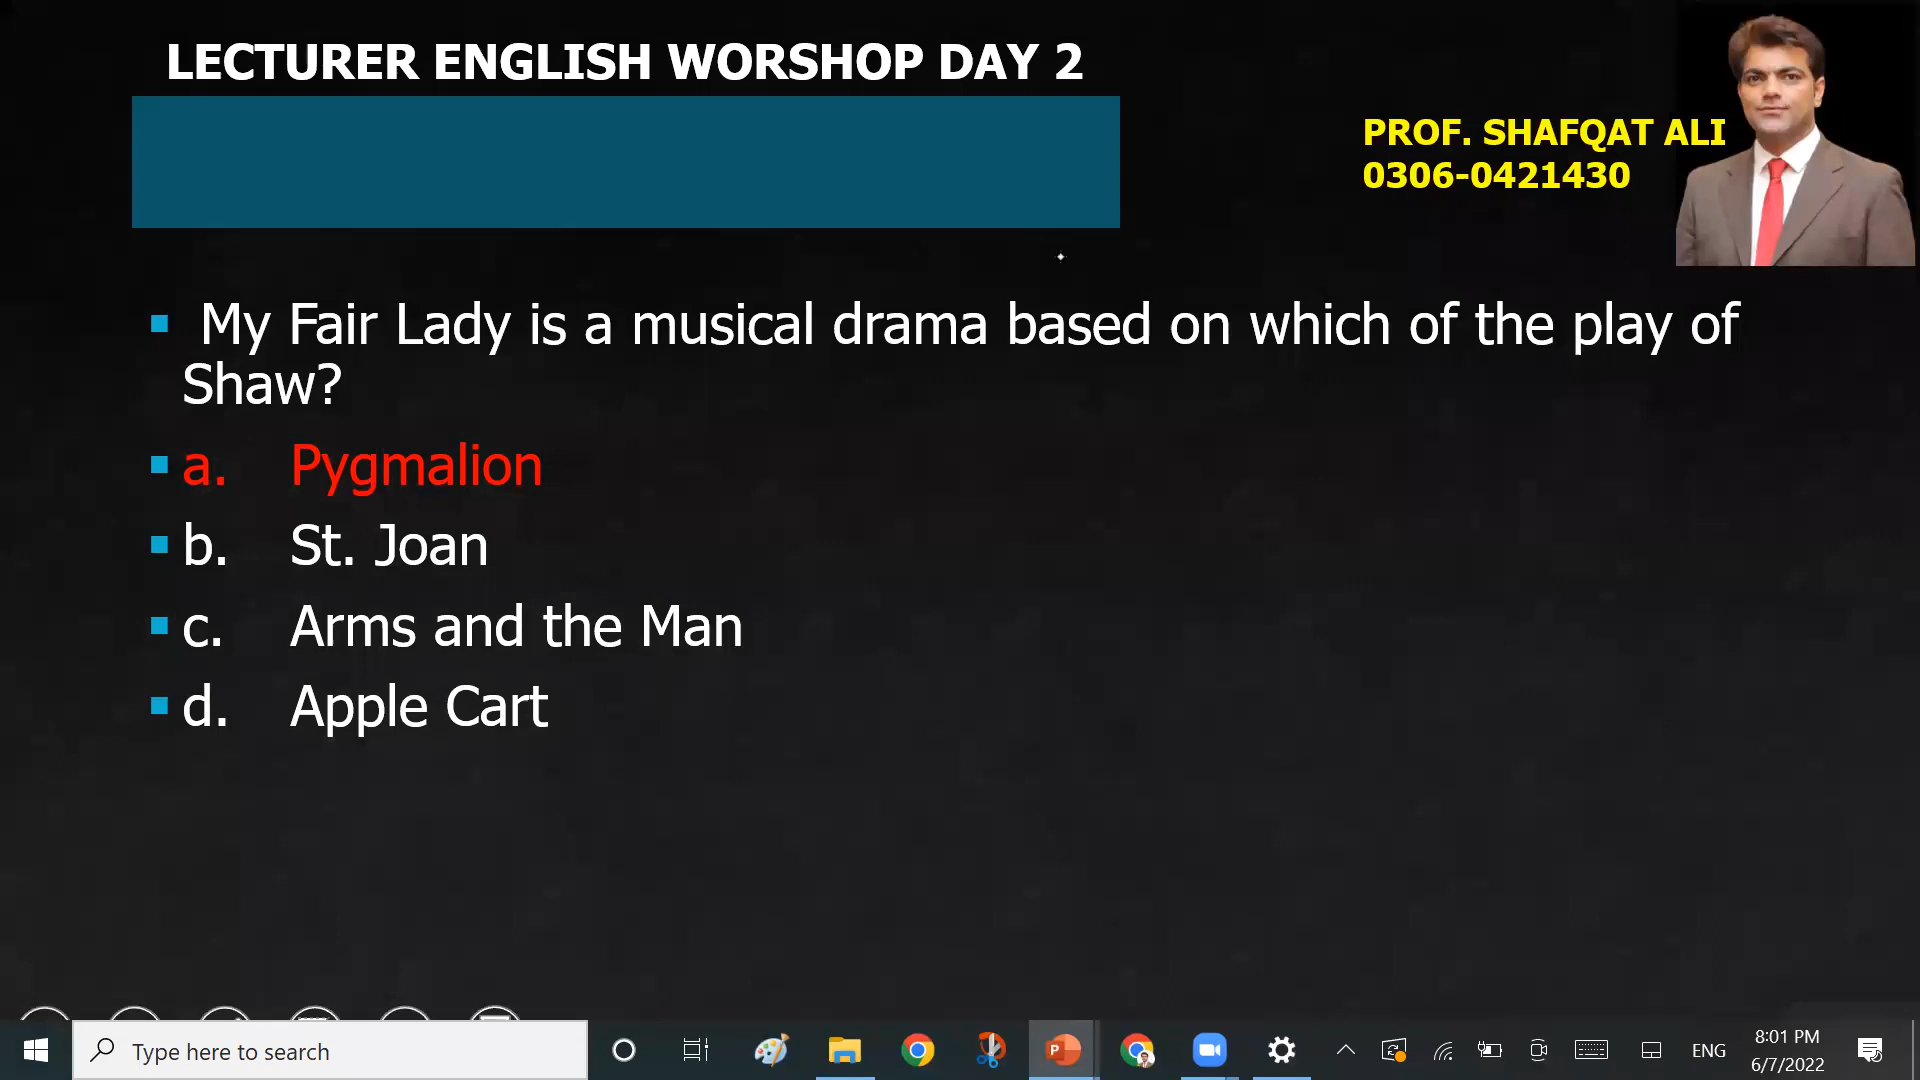 LECTURER ENGLISH WORSHOP DAY 2
PROF. SHAFQAT ALI
0306-0421430
My Fair Lady is a musical drama based on which of the play of
Shaw?
a. Pygmalion
b. St. Joan
c. Arms and the Man
d. Apple Cart
Type here to search
P
ENG
8:01 PM
6/7/2022